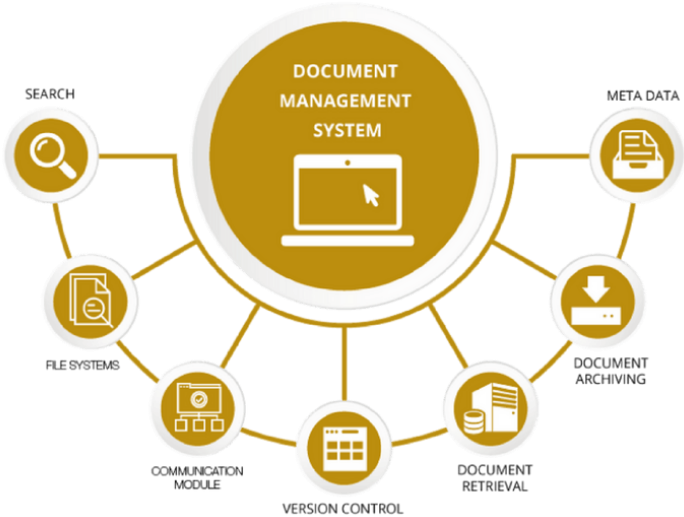 DOCUMENT
MANAGEMENT
SYSTEM
SEARCH
META DATA
FILE SYSTEMS
DOCUMENT
ARCHIVING
COMMUNICATION
MODULE
DOCUMENT
RETRIEVAL
VERSION CONTROL